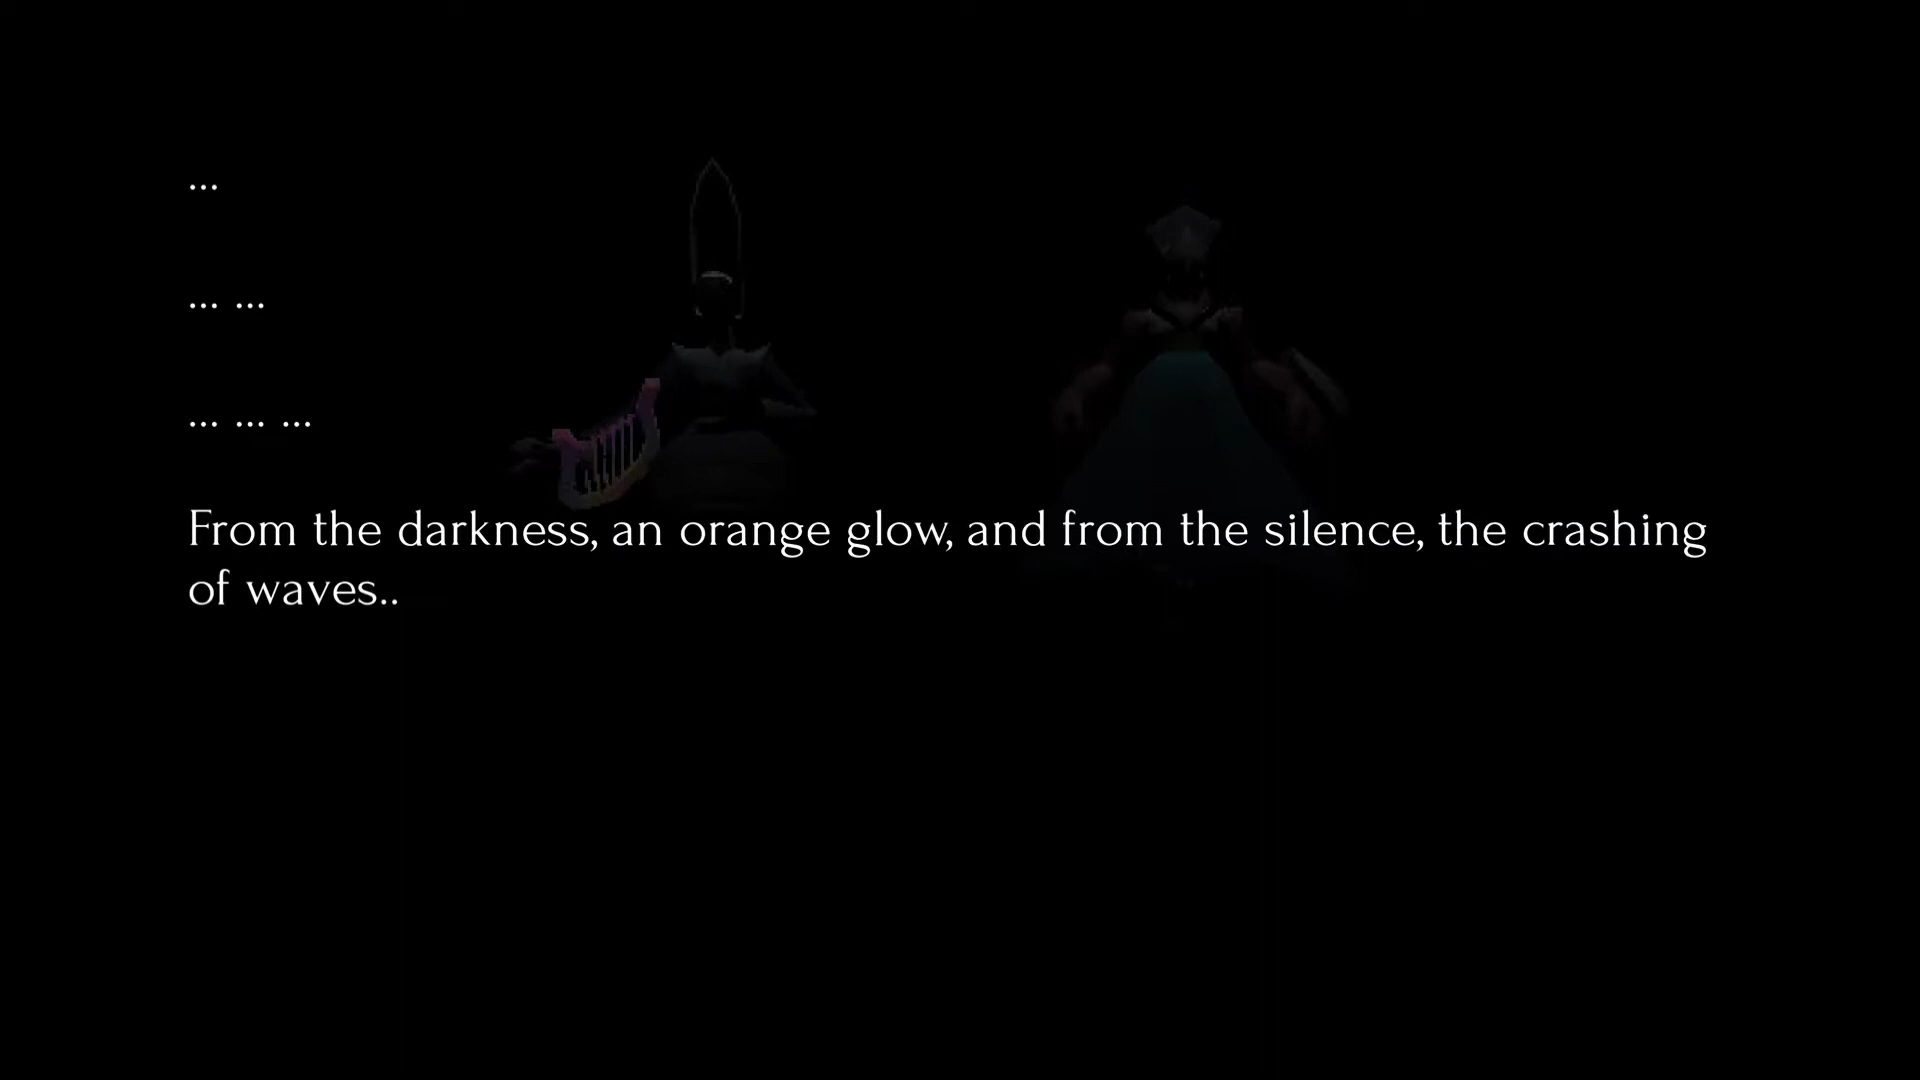 ...
... ...
... ... ...
From the darkness, an orange glow, and from the silence, the crashing
of waves..